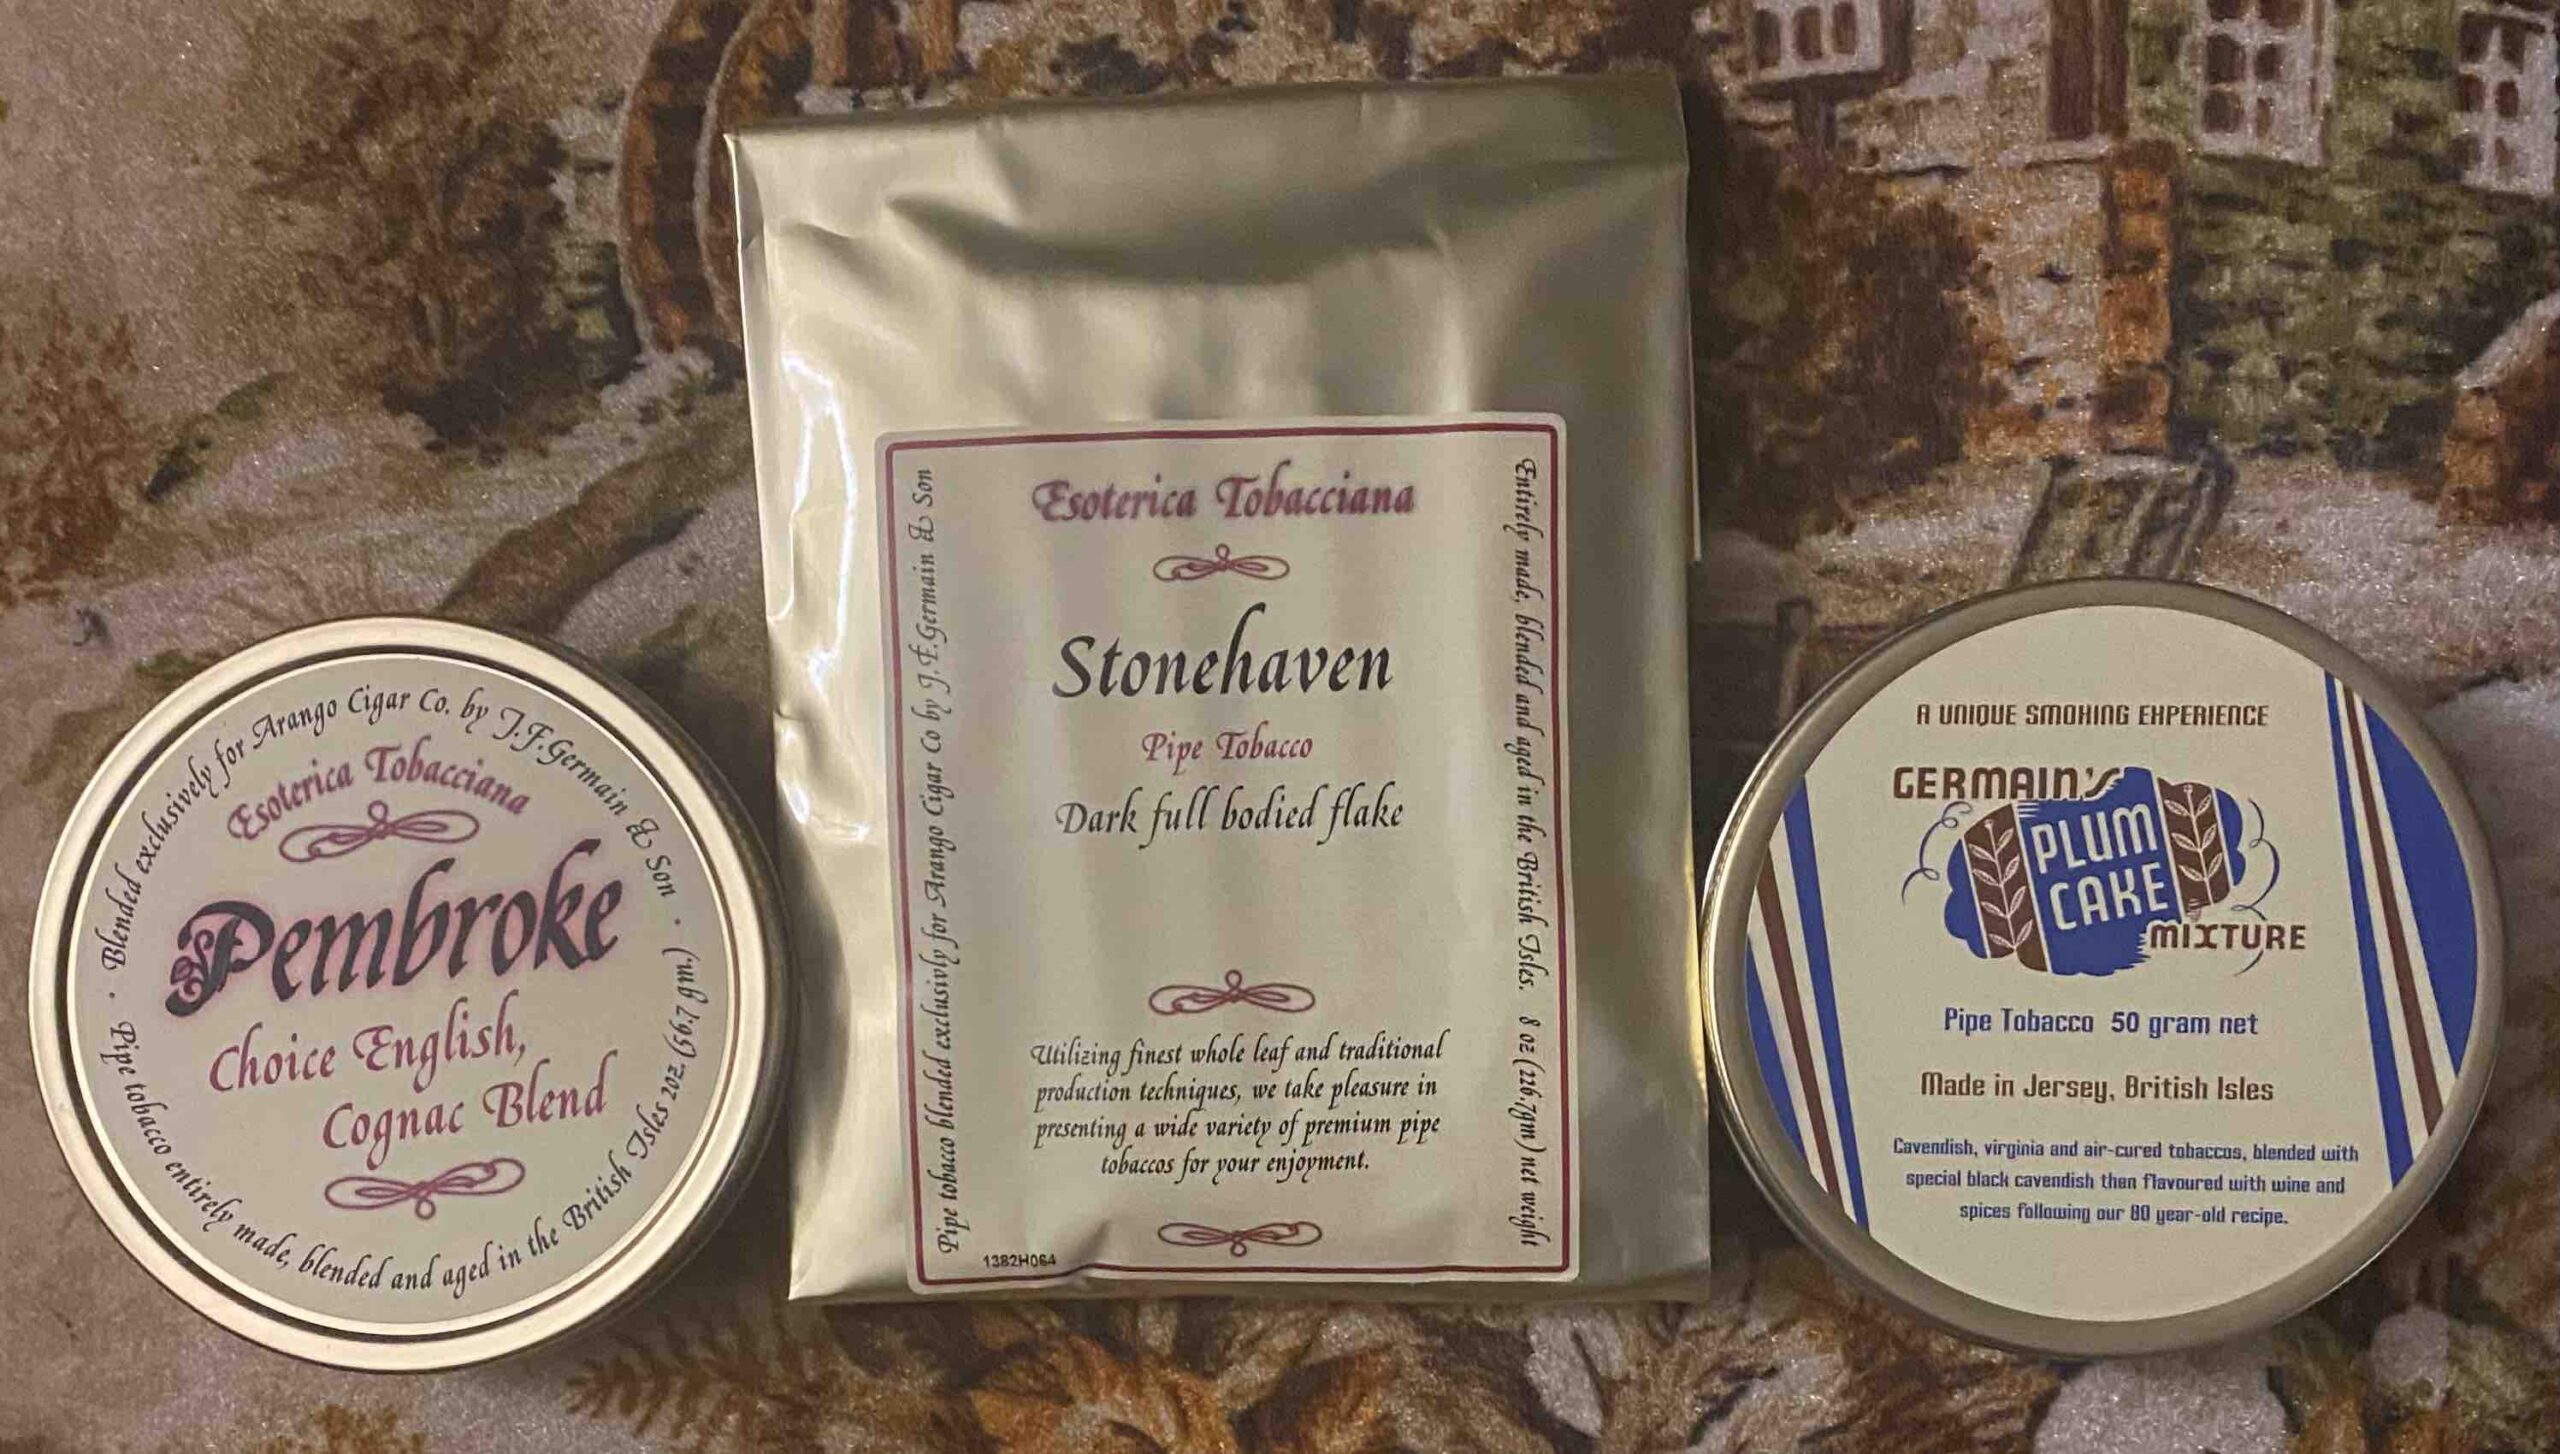 Blended exclusively for Arango Cigar Co. by J.F.Germain & Son
Esoterica Tobacciana
Pembroke
Choice English,
Cognac Blend
Pipe tobacco entirely made, blended and aged in the British Isles 2oz. (56.7 gm.)
Pipe tobacco blended exclusivly for Arango Cigar Co by J.F.Germain & Son
Esoterica Tobacciana
Stonehaven
Pipe Tobacco
Dark full bodied flake
Utilizing finest whole leaf and traditional
production techniques, we take pleasure in
presenting a wide variety of premium pipe
tobaccos for your enjoyment.
1382H064
Entirely made, blended and aged in the British Isles. 8 oz (226.7gm) net weight
A UNIQUE SMOKING EXPERIENCE
GERMAIN'S
PLUM
CAKE
MIXTURE
Pipe Tobacco 50 gram net
Made in Jersey, British Isles
Cavendish, virginia and air-cured tobaccos, blended with
special black cavendish then flavoured with wine and
spices following our 80 year-old recipe.